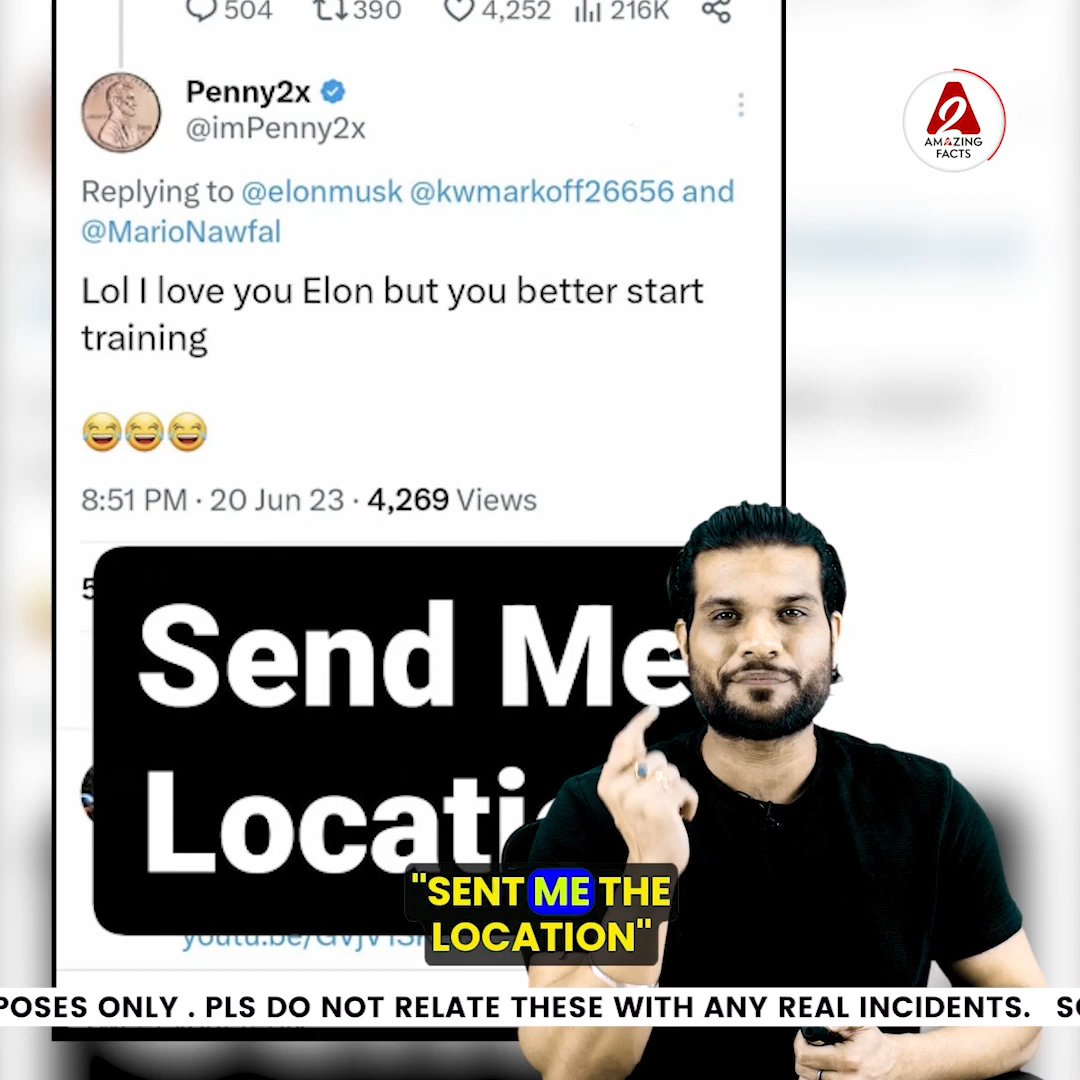 504 390 4,252 216K
Penny2x
@imPenny2x
A2
AMAZING
FACTS
Replying to @elonmusk @kwmarkoff26656 and
@MarioNawfal
Lol I love you Elon but you better start
training
😂😂😂
8:51 PM · 20 Jun 23 · 4,269 Views
Send Me
"SENT ME THE
LOCATION"
POSES ONLY . PLS DO NOT RELATE THESE WITH ANY REAL INCIDENTS.